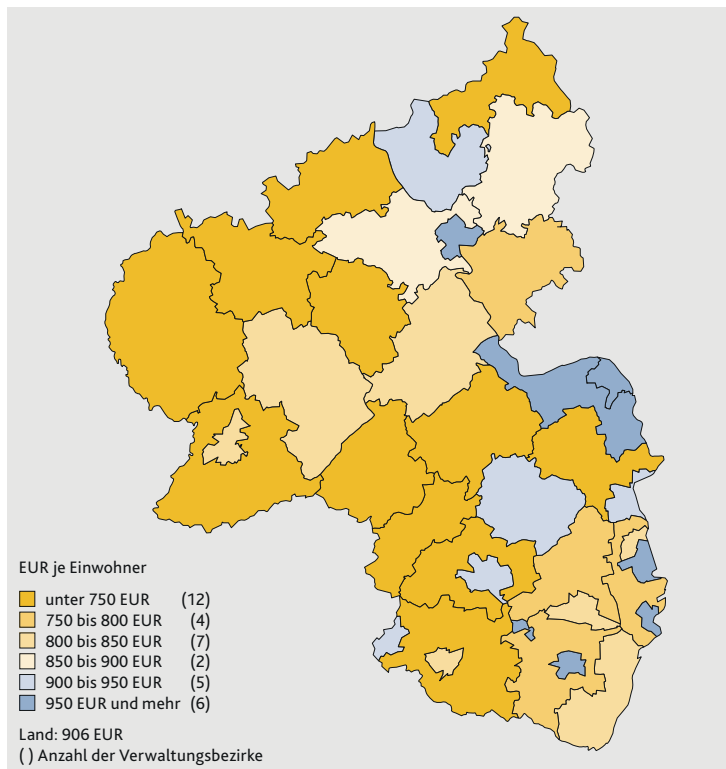 EUR je Einwohner
unter 750 EUR (12)
750 bis 800 EUR (4)
800 bis 850 EUR (7)
850 bis 900 EUR (2)
900 bis 950 EUR (5)
950 EUR und mehr (6)
Land: 906 EUR
( ) Anzahl der Verwaltungsbezirke